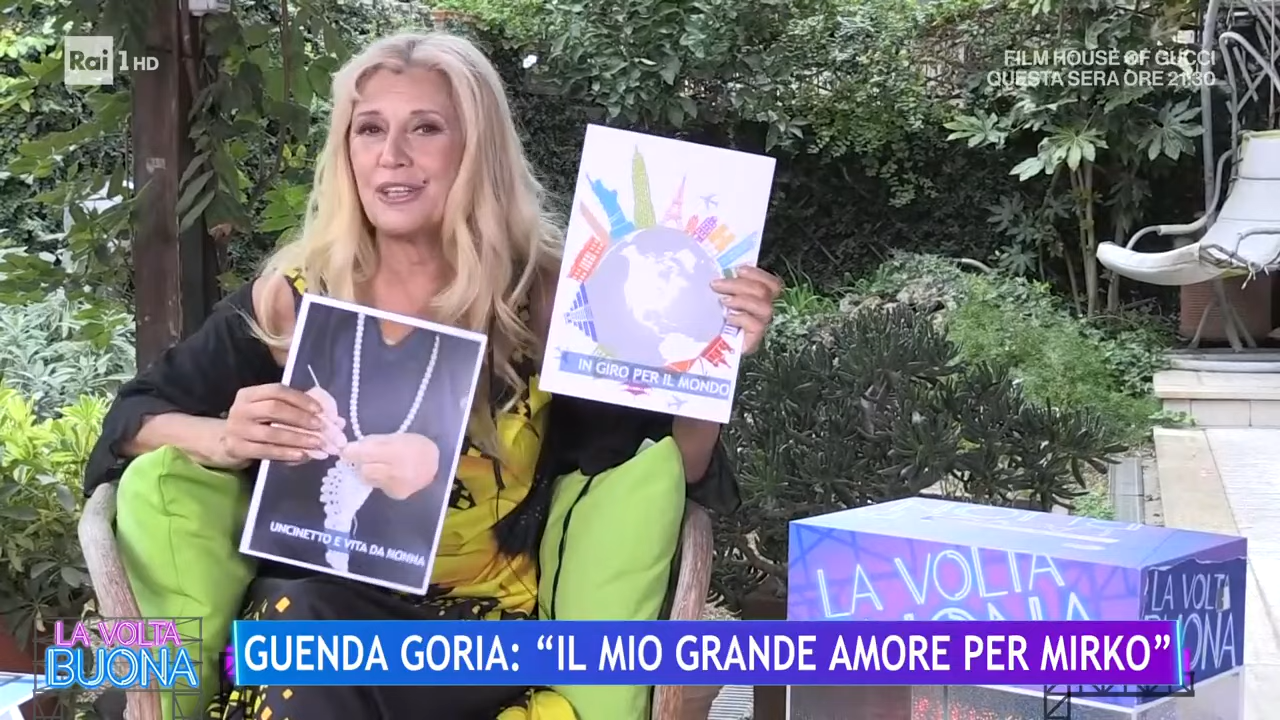 Rai 1 HD
FILM HOUSE OF GUCCI
QUESTA SERA ORE 21:30
IN GIRO PER IL MONDO
UNCINETTO E VITA DA NONNA
LA VOLTA
BUONA
LA VOLTA
BUONA
LA VOLTA
BUONA
GUENDA GORIA: “IL MIO GRANDE AMORE PER MIRKO”